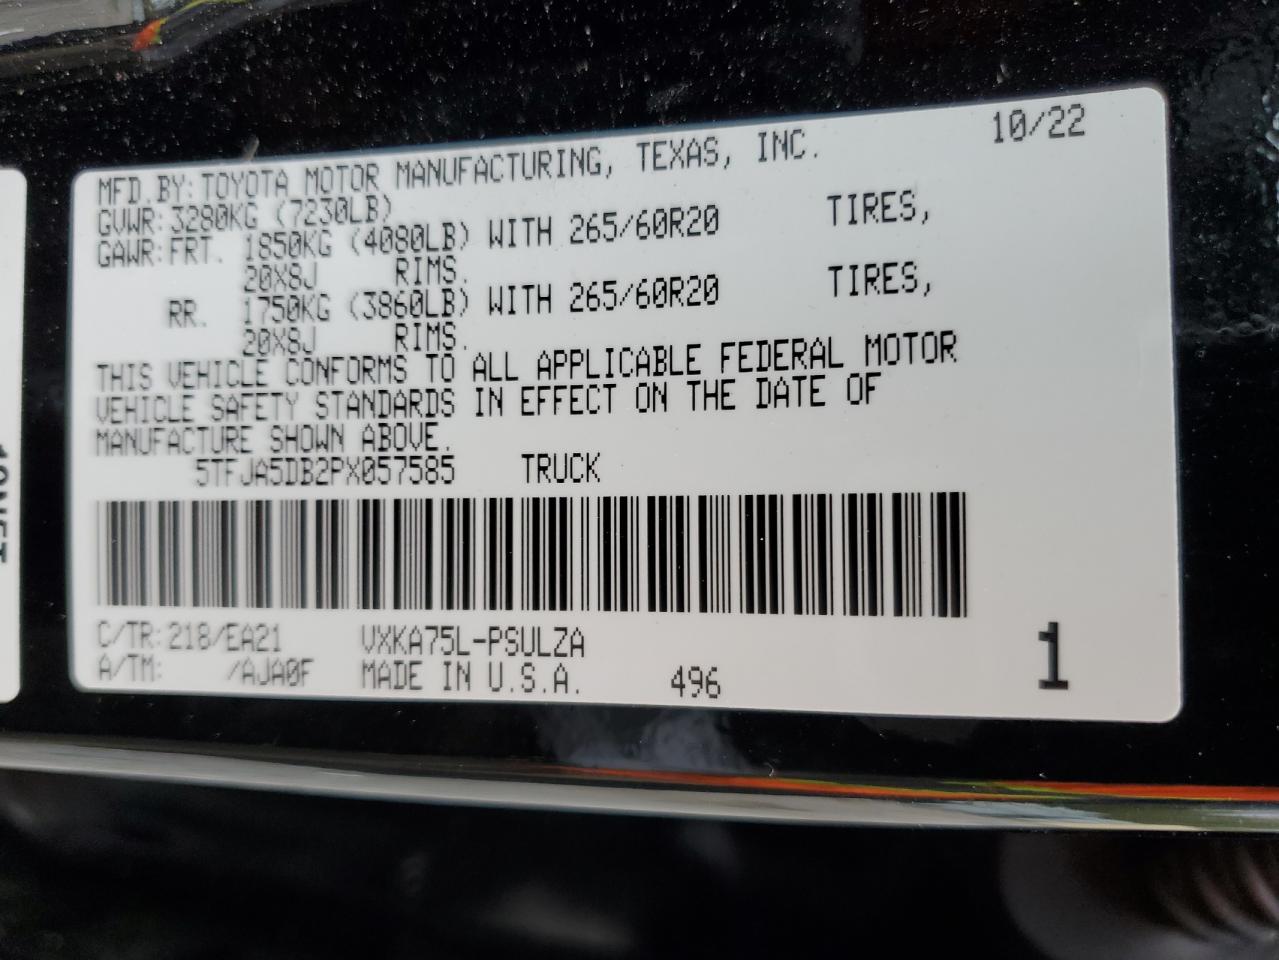 MFD.BY: TOYOTA MOTOR MANUFACTURING, TEXAS, INC. 10/22
GVWR: 3280KG (7230LB)
GAWR: FRT. 1850KG (4080LB) WITH 265/60R20 TIRES,
20X8J RIMS.
RR. 1750KG (3860LB) WITH 265/60R20 TIRES,
20X8J RIMS.
THIS VEHICLE CONFORMS TO ALL APPLICABLE FEDERAL MOTOR
VEHICLE SAFETY STANDARDS IN EFFECT ON THE DATE OF
MANUFACTURE SHOWN ABOVE.
5TFJA5DB2PX057585 TRUCK
C/TR: 218/EA21 VXKA75L-PSULZA
A/TM: /AJA0F MADE IN U.S.A. 496 1